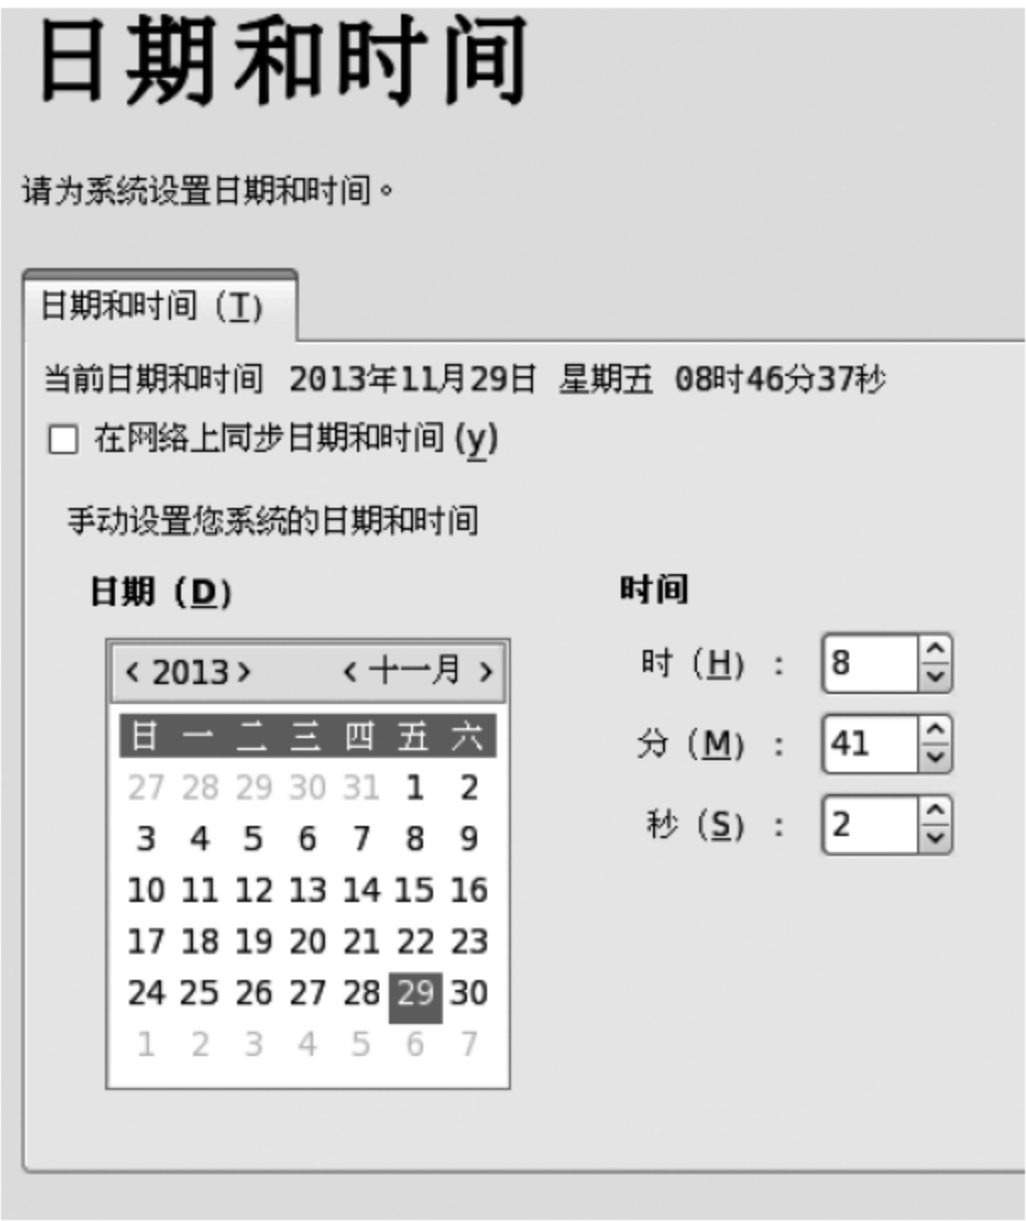 日期和时间
请为系统设置日期和时间。
日期和时间 (T)
当前日期和时间 2013年11月29日 星期五 08时46分37秒
在网络上同步日期和时间 (y)
手动设置您系统的日期和时间
日期 (D)
时间
< 2013 > < 十一月 >
日 一 二 三 四 五 六
27 28 29 30 31 1 2
3 4 5 6 7 8 9
10 11 12 13 14 15 16
17 18 19 20 21 22 23
24 25 26 27 28 29 30
1 2 3 4 5 6 7
时 (H) : 8
分 (M) : 41
秒 (S) : 2